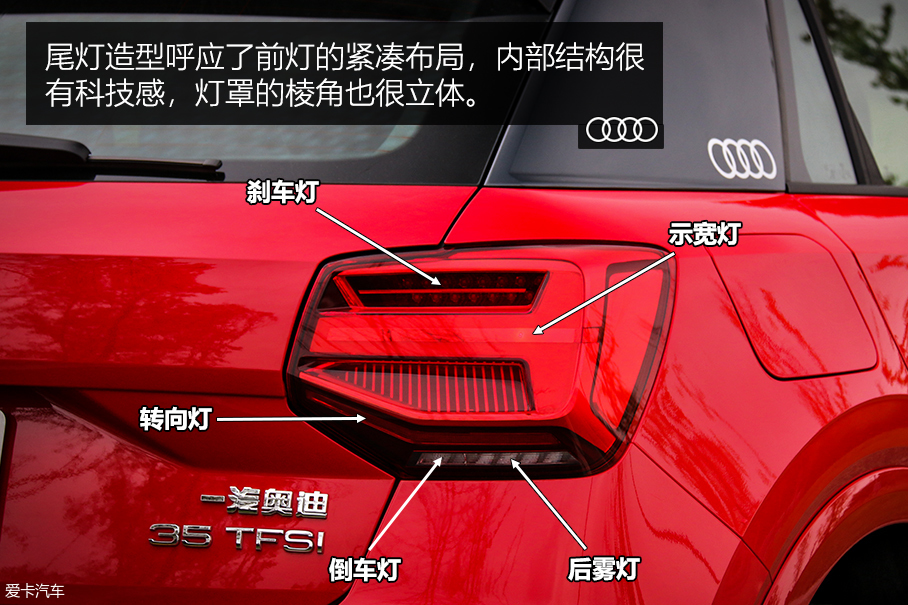 尾灯造型呼应了前灯的紧凑布局，内部结构很
有科技感，灯罩的棱角也很立体。
刹车灯
示宽灯
转向灯
一汽奥迪
35 TFSI
倒车灯
后雾灯
爱卡汽车